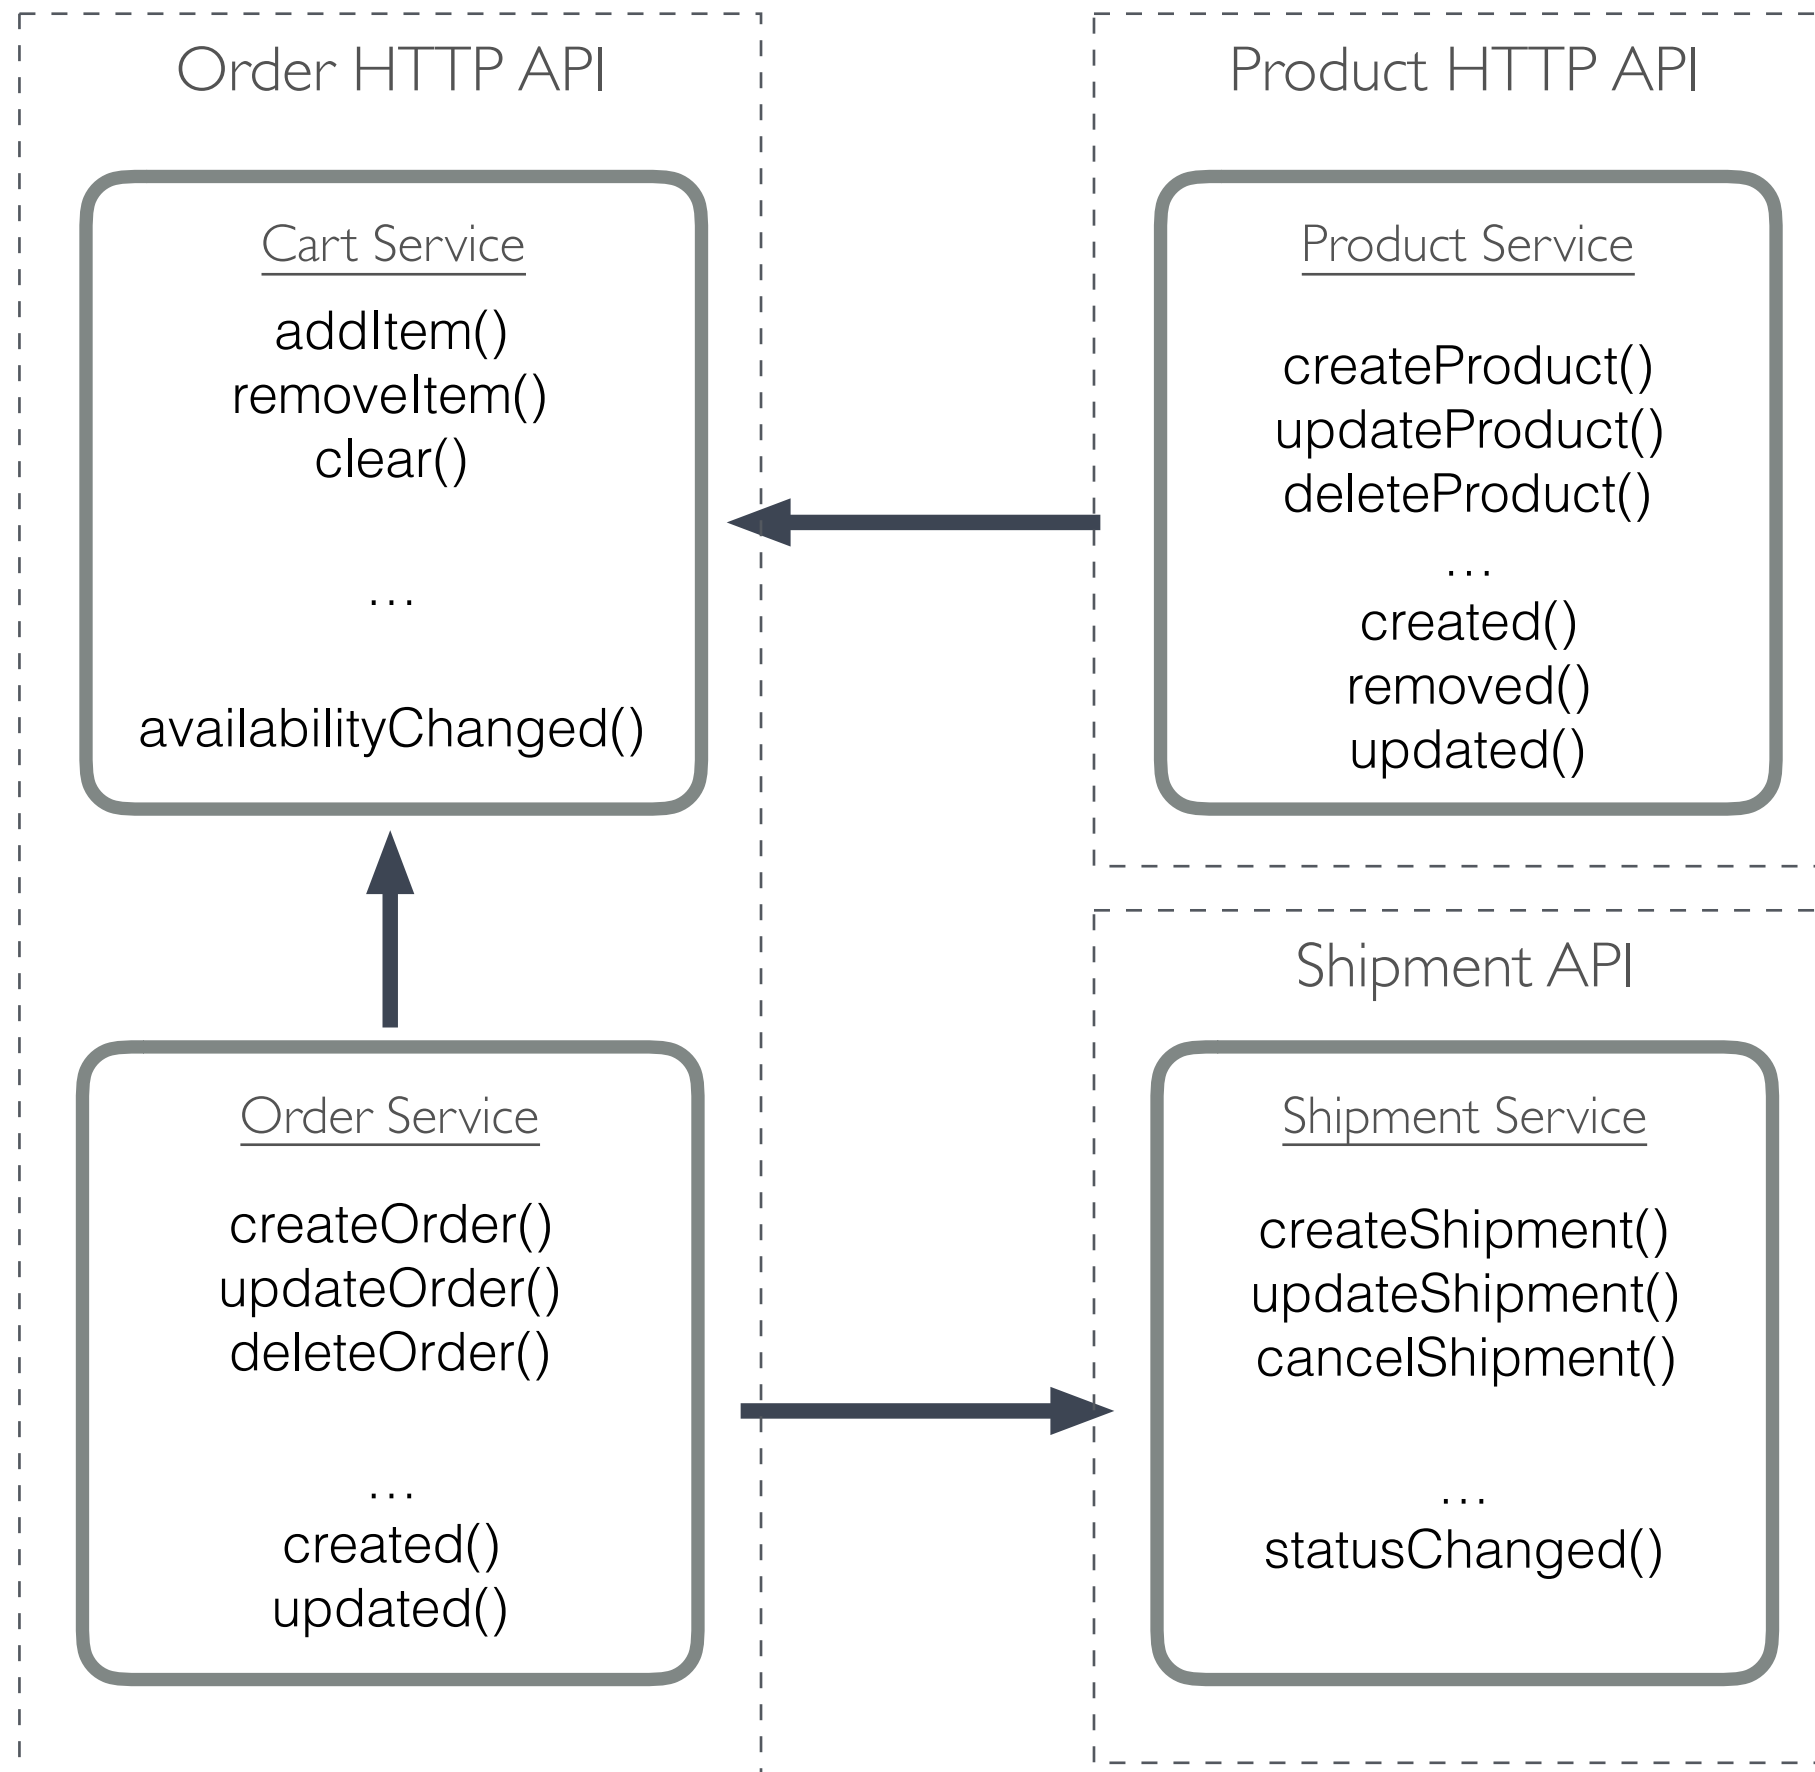 Order HTTP API
Cart Service
addItem()
removeItem()
clear()
...
availabilityChanged()
Order Service
createOrder()
updateOrder()
deleteOrder()
...
created()
updated()
Product HTTP API
Product Service
createProduct()
updateProduct()
deleteProduct()
...
created()
removed()
updated()
Shipment API
Shipment Service
createShipment()
updateShipment()
cancelShipment()
...
statusChanged()